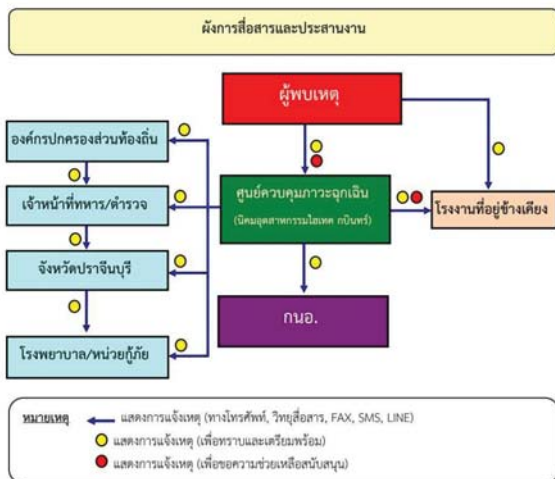 ผังการสื่อสารและประสานงาน
ผู้พบเหตุ
องค์กรปกครองส่วนท้องถิ่น
เจ้าหน้าที่ทหาร/ตำรวจ
ศูนย์ควบคุมภาวะฉุกเฉิน
(นิคมอุตสาหกรรมไฮเทค กบินทร์)
โรงงานที่อยู่ข้างเคียง
จังหวัดปราจีนบุรี
กนอ.
โรงพยาบาล/หน่วยกู้ภัย
หมายเหตุ แสดงการแจ้งเหตุ (ทางโทรศัพท์, วิทยุสื่อสาร, FAX, SMS, LINE)
แสดงการแจ้งเหตุ (เพื่อทราบและเตรียมพร้อม)
แสดงการแจ้งเหตุ (เพื่อขอความช่วยเหลือสนับสนุน)